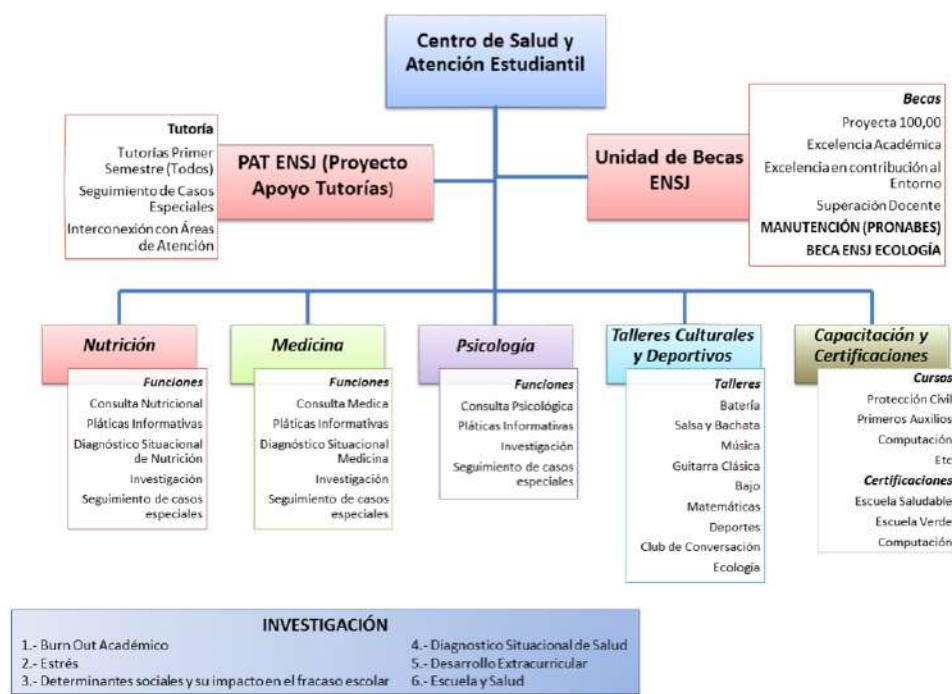 Centro de Salud y
Atención Estudiantil
Tutoría
Tutorías Primer
Semestre (Todos)
Seguimiento de Casos
Especiales
Interconexión con Áreas
de Atención
PAT ENSJ (Proyecto
Apoyo Tutorías)
Unidad de Becas
ENSJ
Becas
Proyecta 100,00
Excelencia Académica
Excelencia en contribución al
Entorno
Superación Docente
MANUTENCIÓN (PRONABES)
BECA ENSJ ECOLOGÍA
Nutrición
Funciones
Consulta Nutricional
Pláticas Informativas
Diagnóstico Situacional
de Nutrición
Investigación
Seguimiento de casos
especiales
Medicina
Funciones
Consulta Medica
Pláticas Informativas
Diagnóstico Situacional
Medicina
Investigación
Seguimiento de casos
especiales
Psicología
Funciones
Consulta Psicológica
Pláticas Informativas
Investigación
Seguimiento de casos
especiales
Talleres Culturales
y Deportivos
Talleres
Batería
Salsa y Bachata
Música
Guitarra Clásica
Bajo
Matemáticas
Deportes
Club de Conversación
Ecología
Capacitación y
Certificaciones
Cursos
Protección Civil
Primeros Auxilios
Computación
Etc
Certificaciones
Escuela Saludable
Escuela Verde
Computación
INVESTIGACIÓN
1.- Burn Out Académico
2.- Estrés
3.- Determinantes sociales y su impacto en el fracaso escolar
4.- Diagnostico Situacional de Salud
5.- Desarrollo Extracurricular
6.- Escuela y Salud